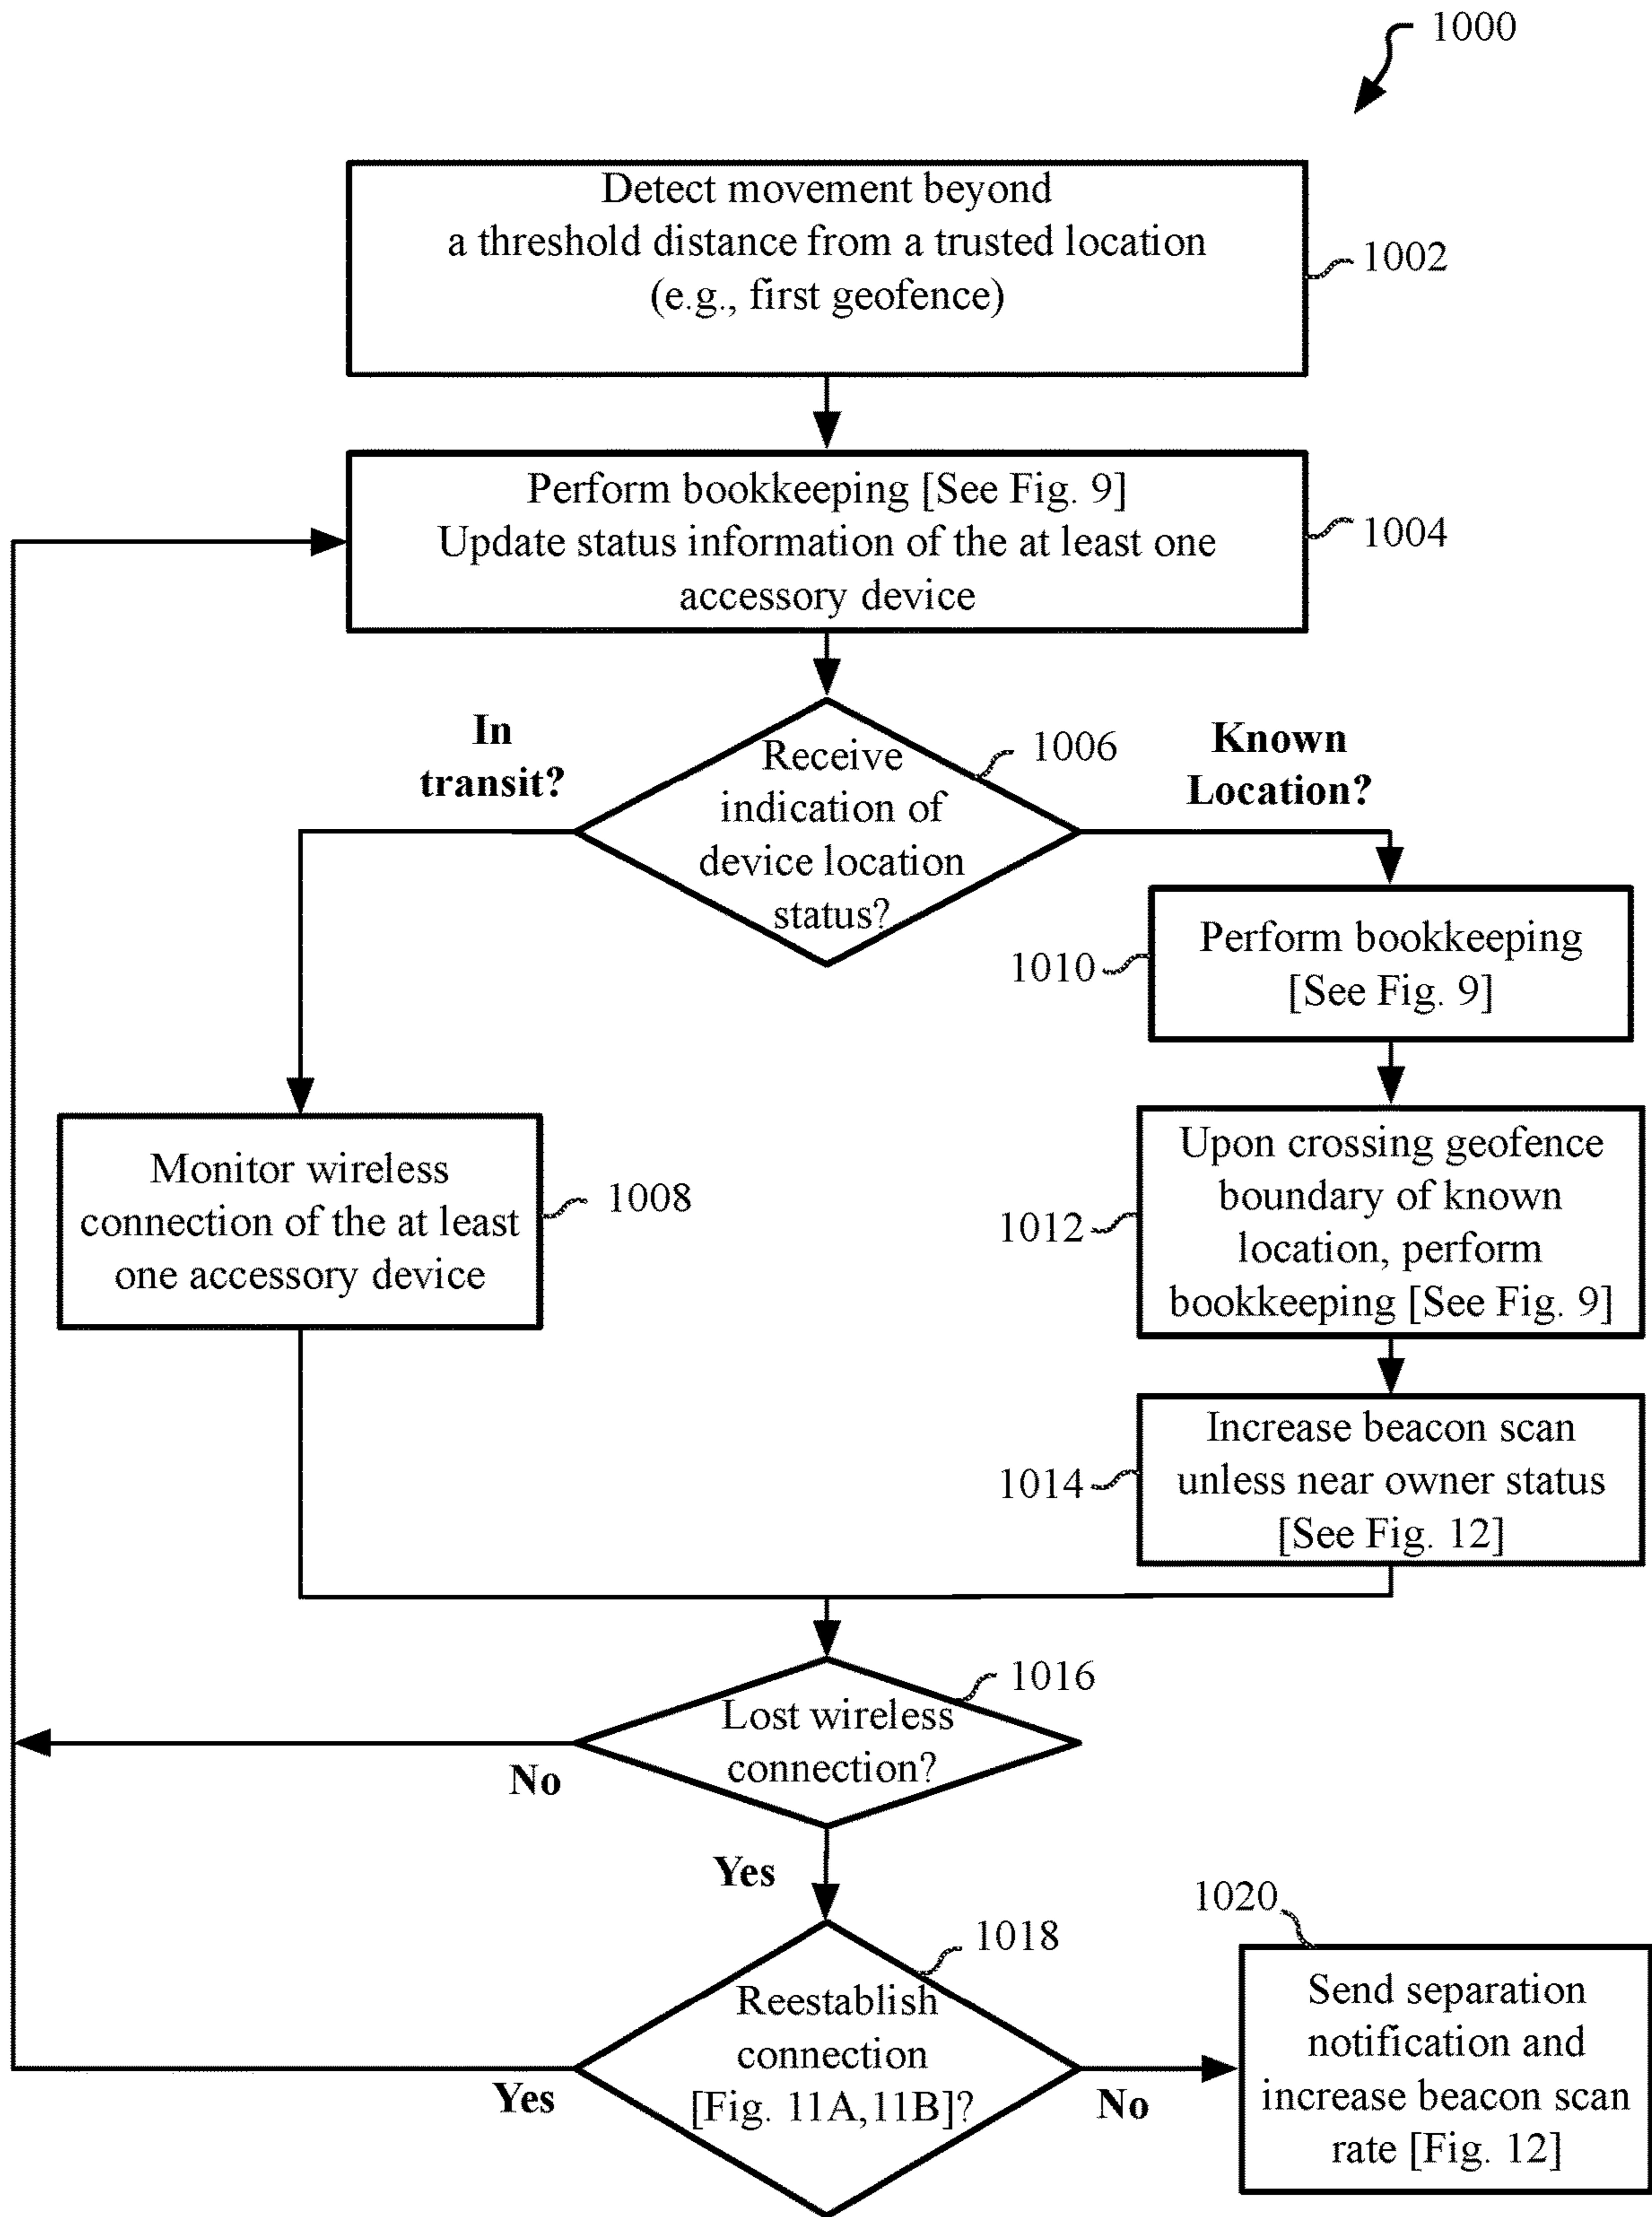 1000
Detect movement beyond
a threshold distance from a trusted location
(e.g., first geofence)
1002
Perform bookkeeping [See Fig. 9]
Update status information of the at least one
accessory device
1004
In
transit?
Receive
indication of
device location
status?
1006
Known
Location?
Perform bookkeeping
[See Fig. 9]
1010
Monitor wireless
connection of the at least
one accessory device
1008
Upon crossing geofence
boundary of known
location, perform
bookkeeping [See Fig. 9]
1012
Increase beacon scan
unless near owner status
[See Fig. 12]
1014
Lost wireless
connection?
1016
No
Yes
Reestablish
connection
[Fig. 11A,11B]?
1018
Yes
No
1020
Send separation
notification and
increase beacon scan
rate [Fig. 12]